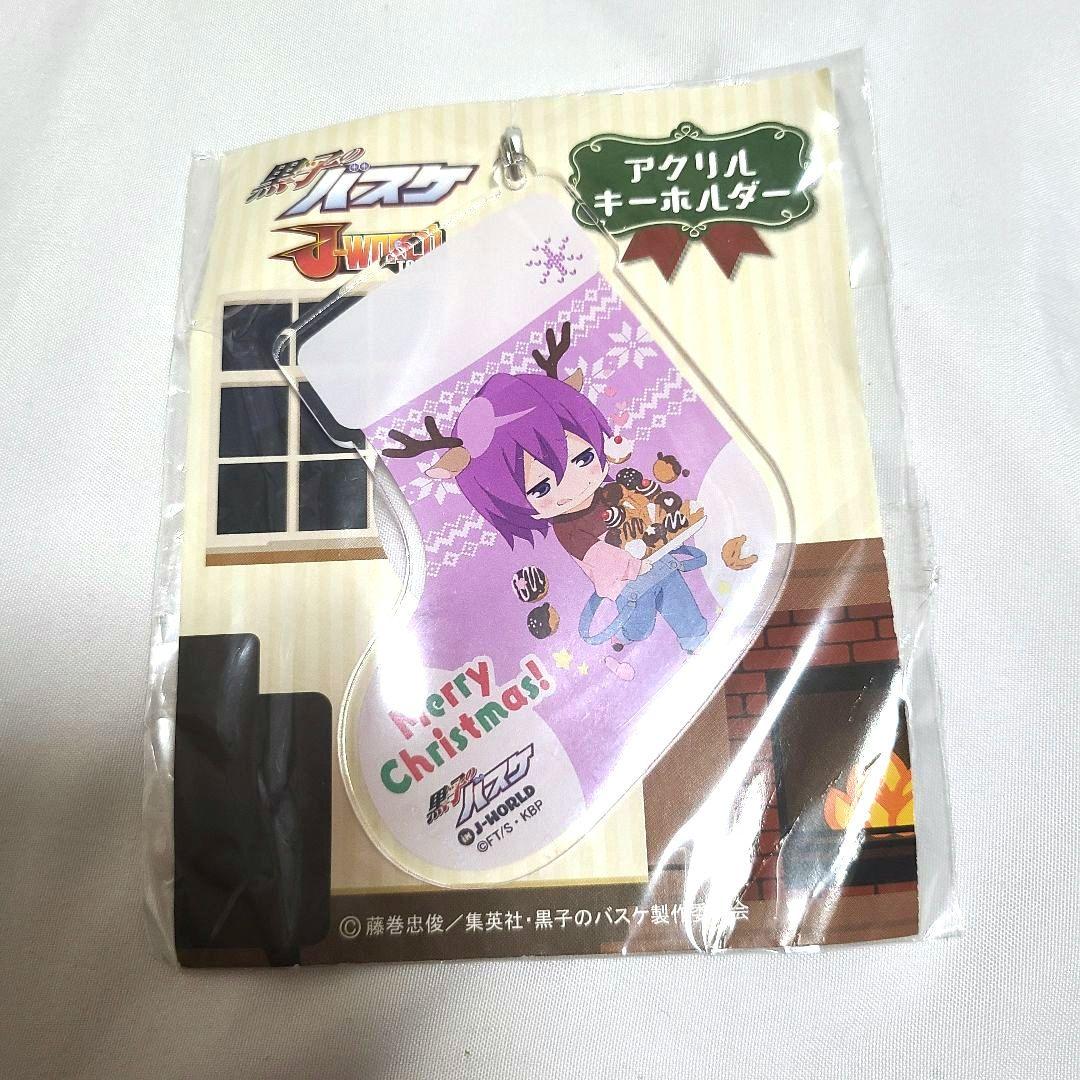 黒子の
バスケ
J-WORLD
アクリル
キーホルダー
Merry
Christmas!
黒子の
バスケ
IN J-WORLD
©FT/S・KBP
©藤巻忠俊／集英社・黒子のバスケ製作委員会